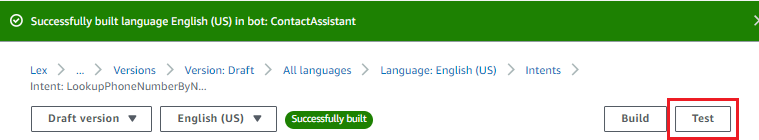 Successfully built language English (US) in bot: ContactAssistant
Lex > ... > Versions > Version: Draft > All languages > Language: English (US) > Intents >
Intent: LookupPhoneNumberByN...
Draft version English (US) Successfully built Build Test